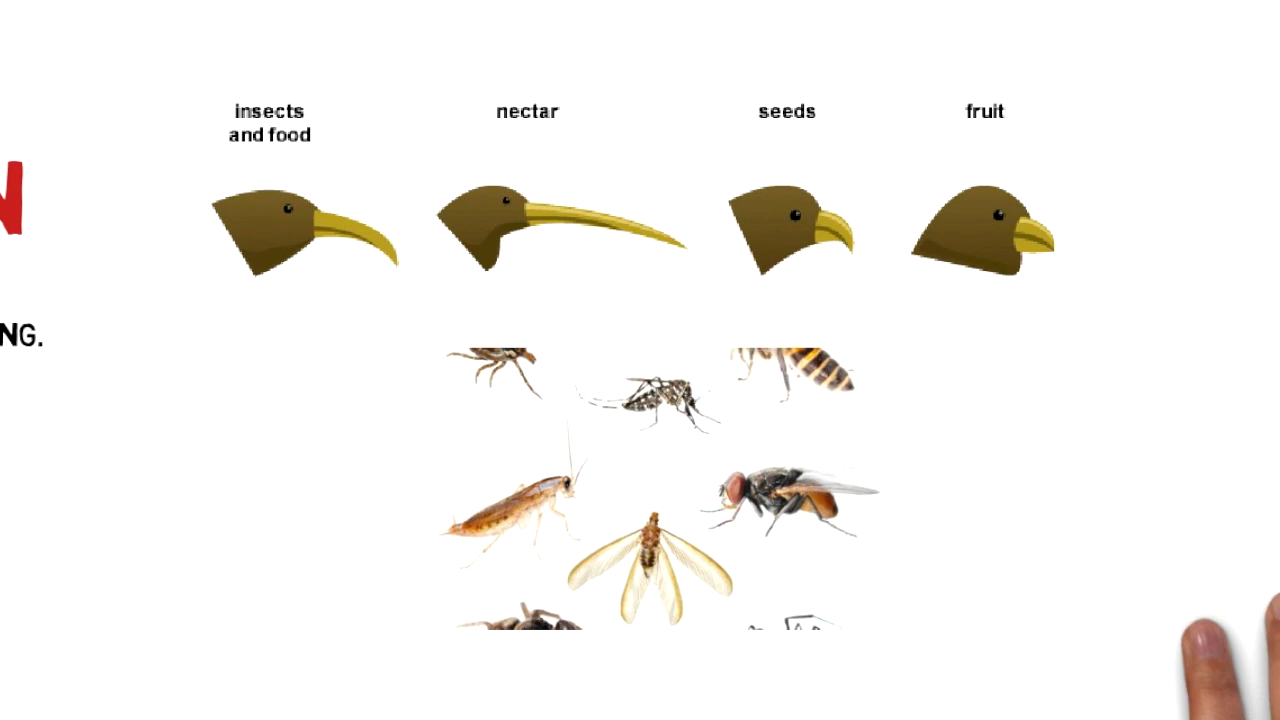 insects
and food
nectar
seeds
fruit
N
NG.